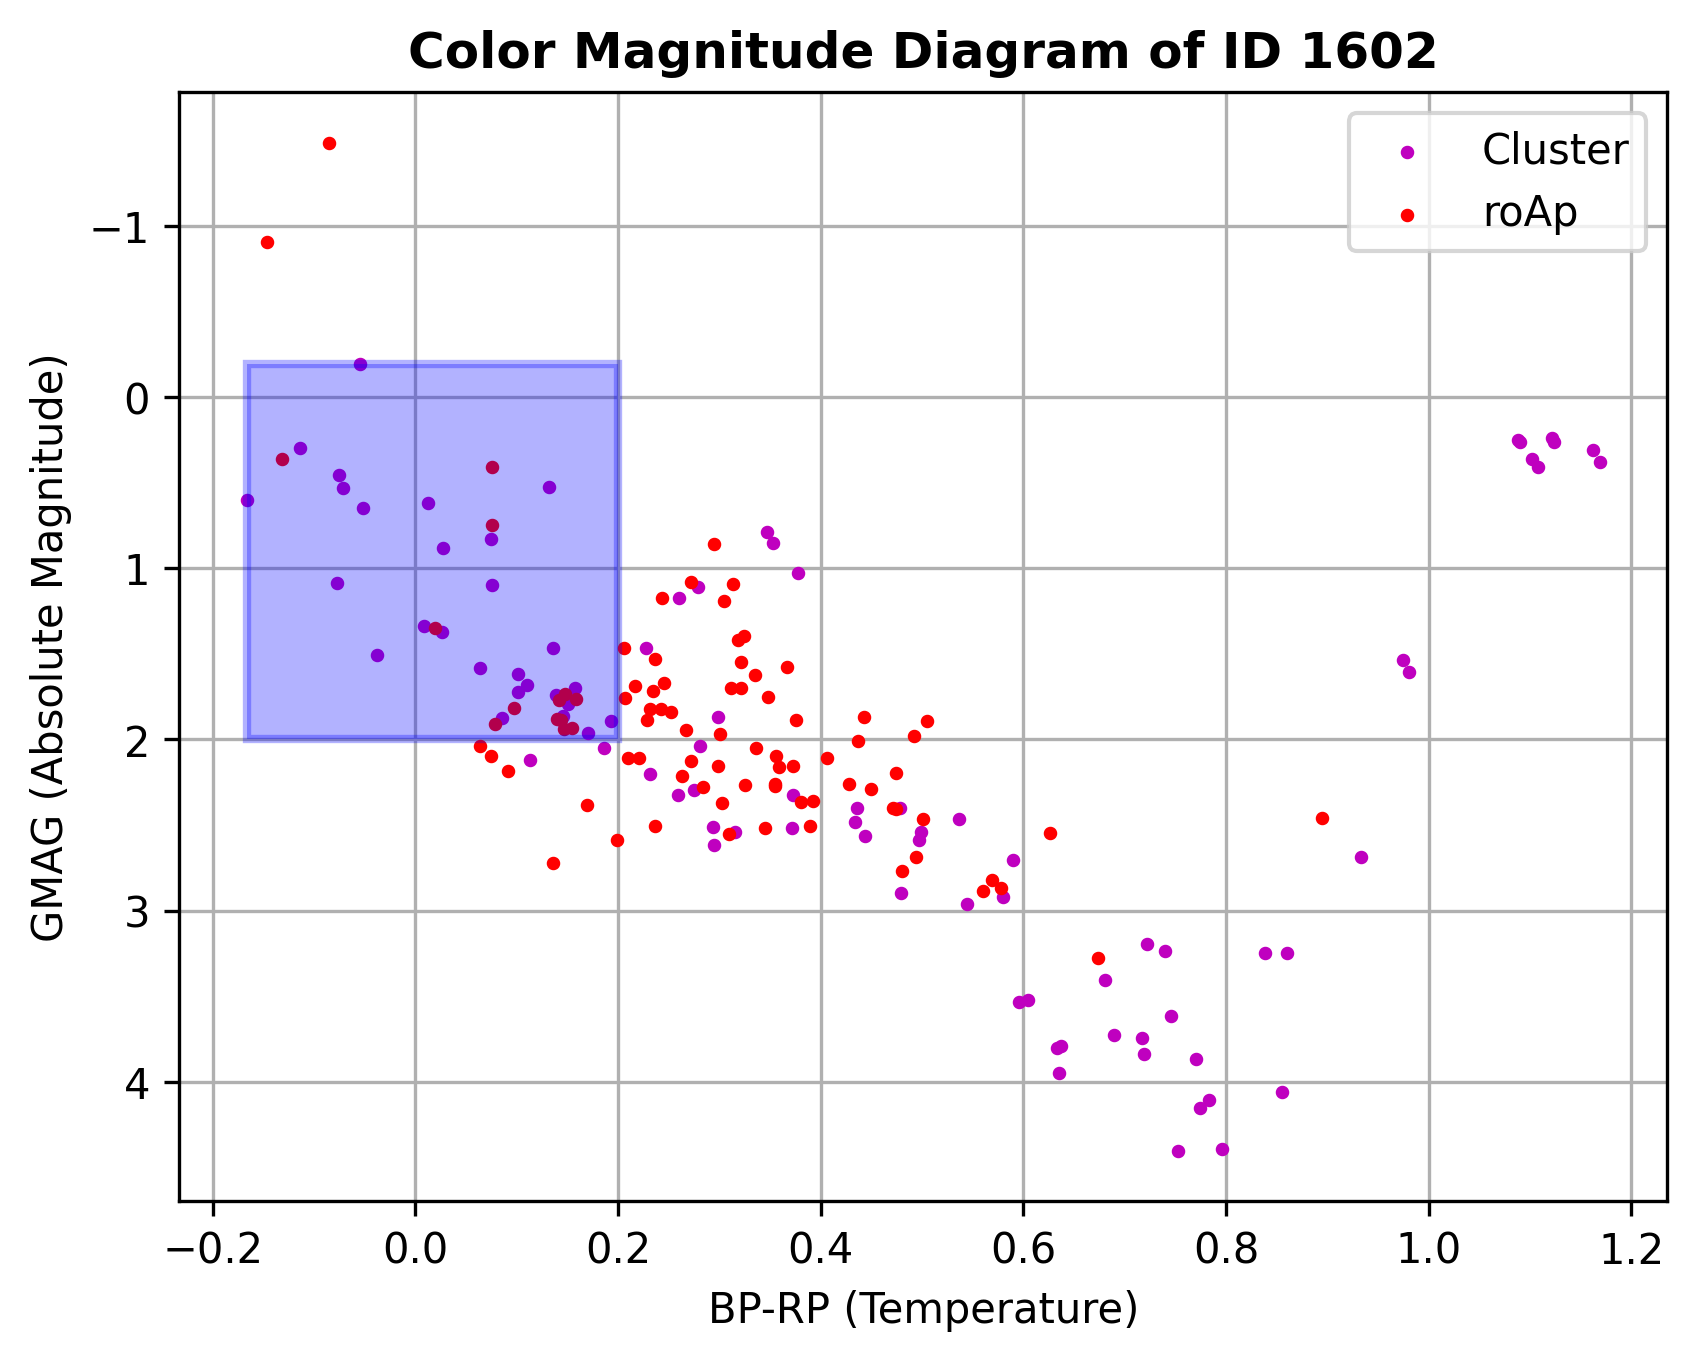 Color Magnitude Diagram of ID 1602
Cluster
roAp
−1
0
1
2
3
4
GMAG (Absolute Magnitude)
−0.2 0.0 0.2 0.4 0.6 0.8 1.0 1.2
BP-RP (Temperature)